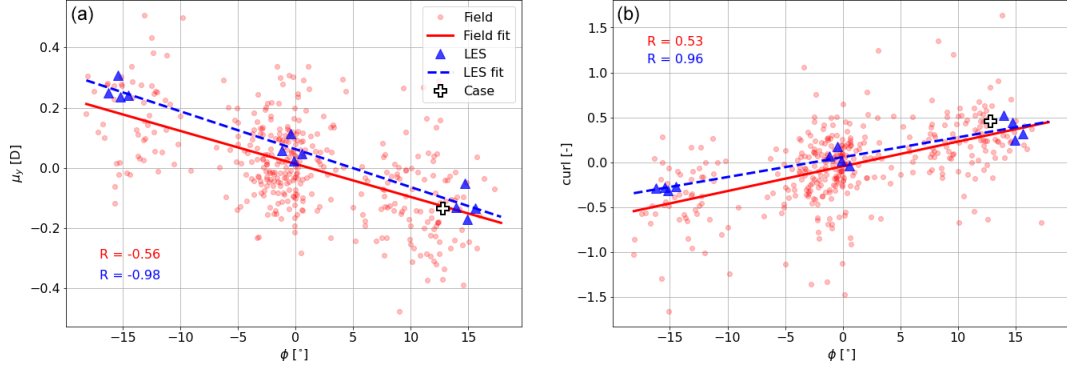 (a)
Field
Field fit
LES
LES fit
Case
R = -0.56
R = -0.98
0.4
0.2
0.0
−0.2
−0.4
μy [D]
−15 −10 −5 0 5 10 15
ϕ [°]
(b)
R = 0.53
R = 0.96
1.5
1.0
0.5
0.0
−0.5
−1.0
−1.5
curl [-]
−15 −10 −5 0 5 10 15
ϕ [°]